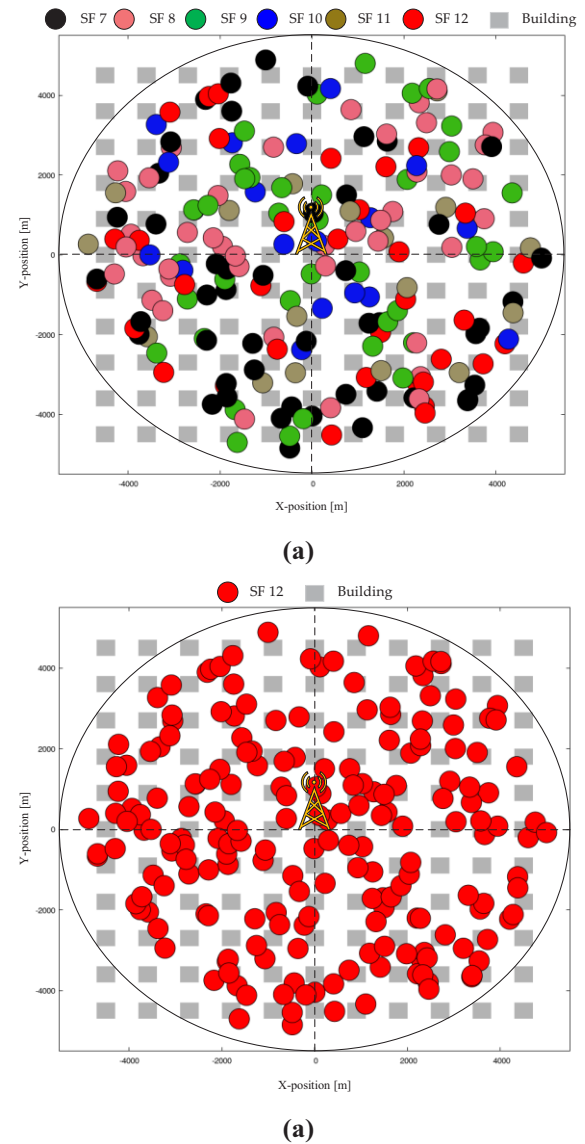 SF 7 SF 8 SF 9 SF 10 SF 11 SF 12 Building
Y-position [m]
4000
2000
0
-2000
-4000
-4000 -2000 0 2000 4000
X-position [m]
(a)
SF 12 Building
Y-position [m]
4000
2000
0
-2000
-4000
-4000 -2000 0 2000 4000
X-position [m]
(a)